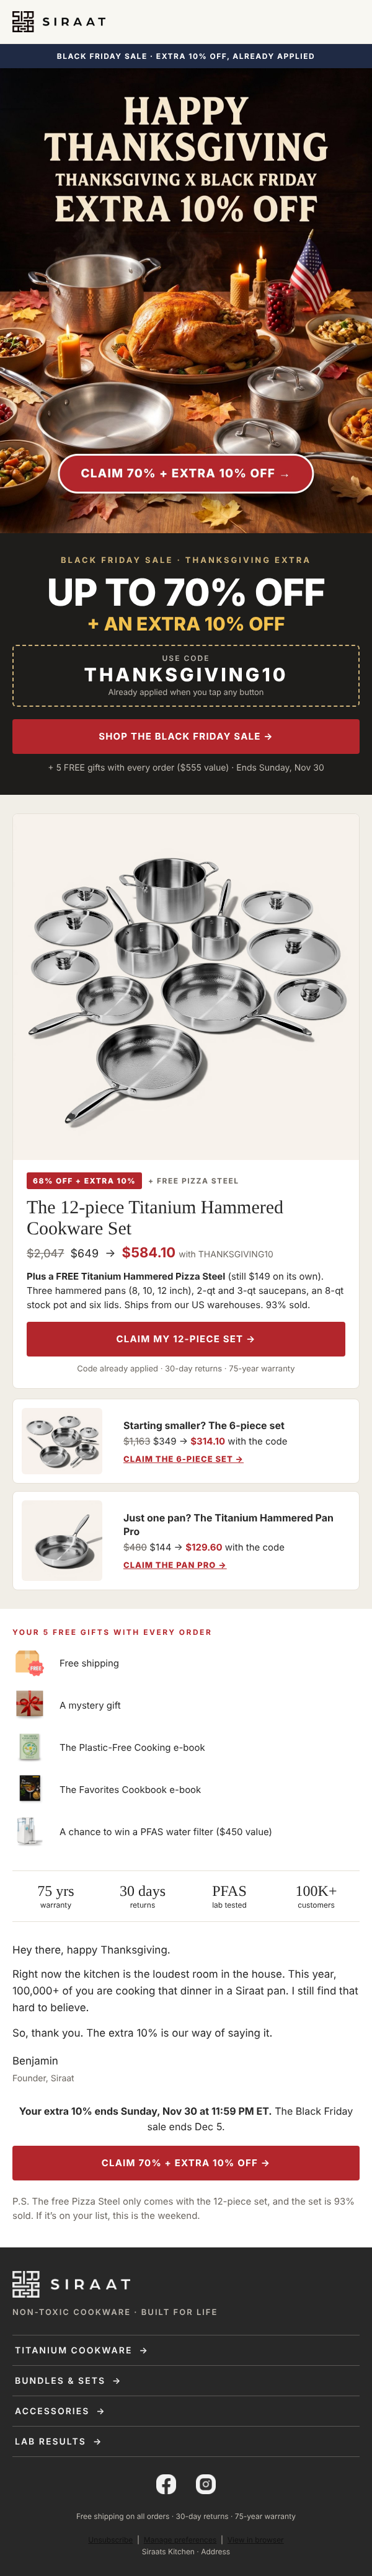 SIRAAT
BLACK FRIDAY SALE · EXTRA 10% OFF, ALREADY APPLIED
HAPPY
THANKSGIVING
THANKSGIVING X BLACK FRIDAY
EXTRA 10% OFF
CLAIM 70% + EXTRA 10% OFF →
BLACK FRIDAY SALE · THANKSGIVING EXTRA
UP TO 70% OFF
+ AN EXTRA 10% OFF
USE CODE
THANKSGIVING10
Already applied when you tap any button
SHOP THE BLACK FRIDAY SALE →
+ 5 FREE gifts with every order ($555 value) · Ends Sunday, Nov 30
68% OFF + EXTRA 10% + FREE PIZZA STEEL
The 12-piece Titanium Hammered
Cookware Set
$2,047 $649 → $584.10 with THANKSGIVING10
Plus a FREE Titanium Hammered Pizza Steel (still $149 on its own).
Three hammered pans (8, 10, 12 inch), 2-qt and 3-qt saucepans, an 8-qt
stock pot and six lids. Ships from our US warehouses. 93% sold.
CLAIM MY 12-PIECE SET →
Code already applied · 30-day returns · 75-year warranty
Starting smaller? The 6-piece set
$1,163 $349 → $314.10 with the code
CLAIM THE 6-PIECE SET →
Just one pan? The Titanium Hammered Pan
Pro
$480 $144 → $129.60 with the code
CLAIM THE PAN PRO →
YOUR 5 FREE GIFTS WITH EVERY ORDER
FREE
Free shipping
A mystery gift
The Plastic-Free Cooking e-book
The Favorites Cookbook e-book
A chance to win a PFAS water filter ($450 value)
75 yrs 30 days PFAS 100K+
warranty returns lab tested customers
Hey there, happy Thanksgiving.
Right now the kitchen is the loudest room in the house. This year,
100,000+ of you are cooking that dinner in a Siraat pan. I still find that
hard to believe.
So, thank you. The extra 10% is our way of saying it.
Benjamin
Founder, Siraat
Your extra 10% ends Sunday, Nov 30 at 11:59 PM ET. The Black Friday
sale ends Dec 5.
CLAIM 70% + EXTRA 10% OFF →
P.S. The free Pizza Steel only comes with the 12-piece set, and the set is 93%
sold. If it's on your list, this is the weekend.
SIRAAT
NON-TOXIC COOKWARE · BUILT FOR LIFE
TITANIUM COOKWARE →
BUNDLES & SETS →
ACCESSORIES →
LAB RESULTS →
Free shipping on all orders · 30-day returns · 75-year warranty
Unsubscribe | Manage preferences | View in browser
Siraats Kitchen · Address